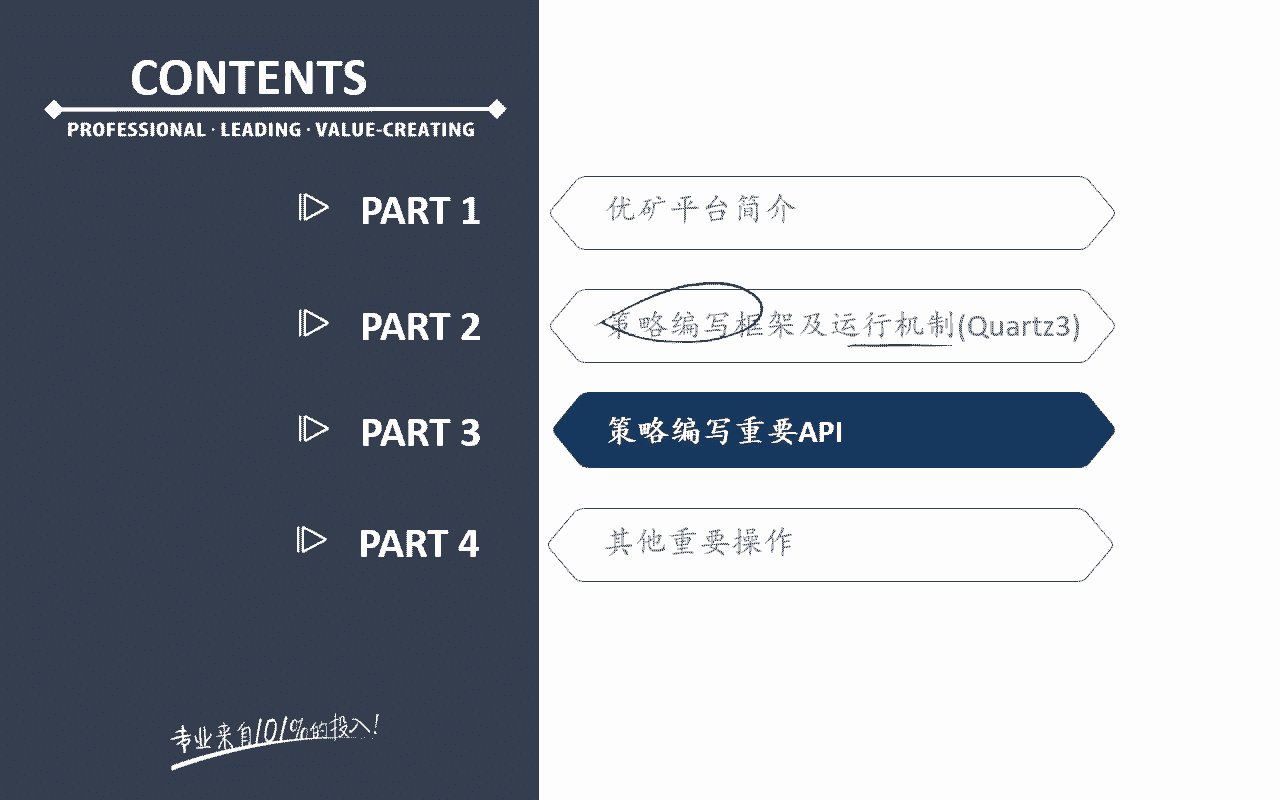 CONTENTS
PROFESSIONAL · LEADING · VALUE-CREATING
PART 1
优矿平台简介
PART 2
策略编写框架及运行机制(Quartz3)
PART 3
策略编写重要API
PART 4
其他重要操作
专业来自101%的投入!